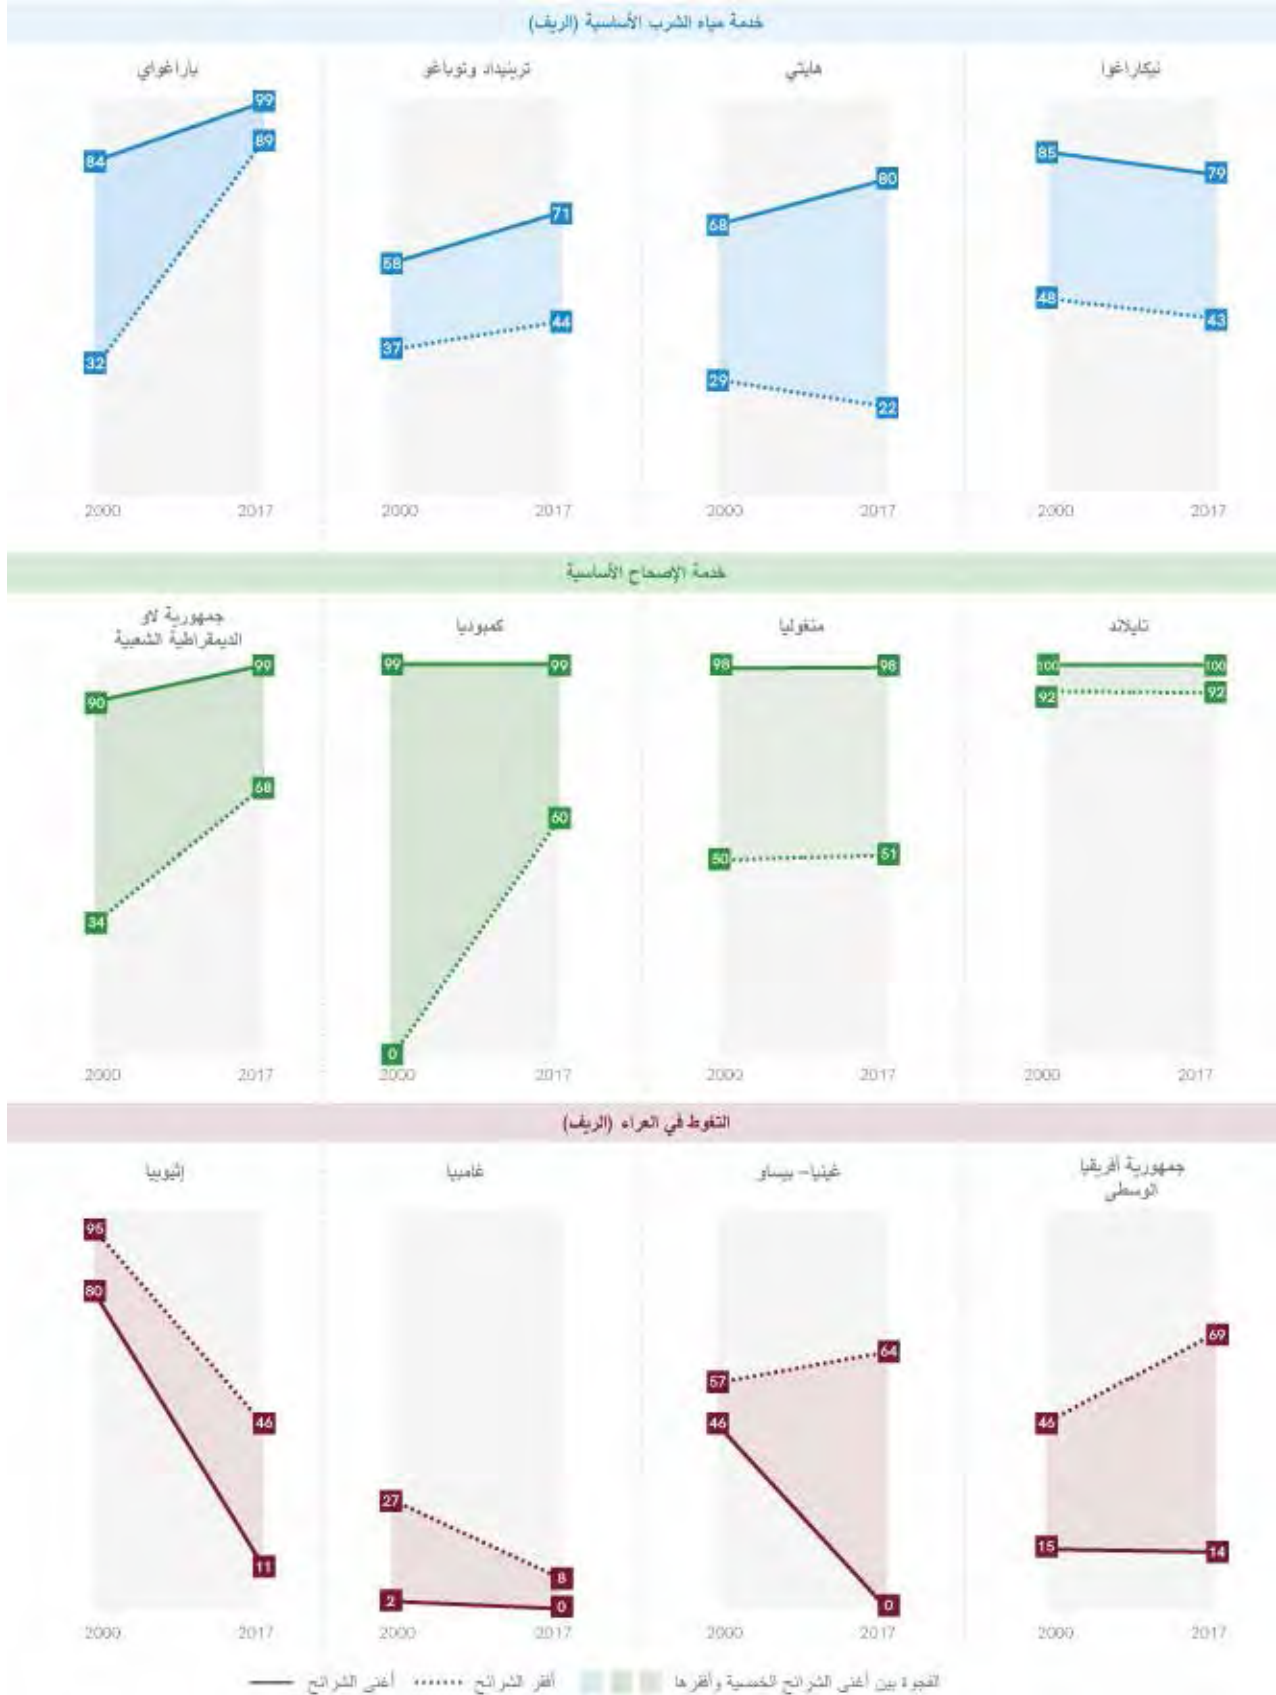 خدمة مياه الشرب الأساسية (الريف)
باراغواي
ترينيداد وتوباغو
هايتي
نيكاراغوا
99
89
84
32
71
58
44
37
80
68
29
22
85
79
48
43
2000 2017
2000 2017
2000 2017
2000 2017
خدمة الإصحاح الأساسية
جمهورية لاو
الديمقراطية الشعبية
كمبوديا
منغوليا
تايلاند
99
90
68
34
99 99
60
0
98 98
50 51
100 100
92 92
2000 2017
2000 2017
2000 2017
2000 2017
التغوط في العراء (الريف)
إثيوبيا
غامبيا
غينيا– بيساو
جمهورية أفريقيا
الوسطى
95
80
46
11
27
8
2
0
57
64
46
0
69
46
15
14
2000 2017
2000 2017
2000 2017
2000 2017
أغنى الشرائح
أفقر الشرائح
الفجوة بين أغنى الشرائح الخمسية وأفقرها